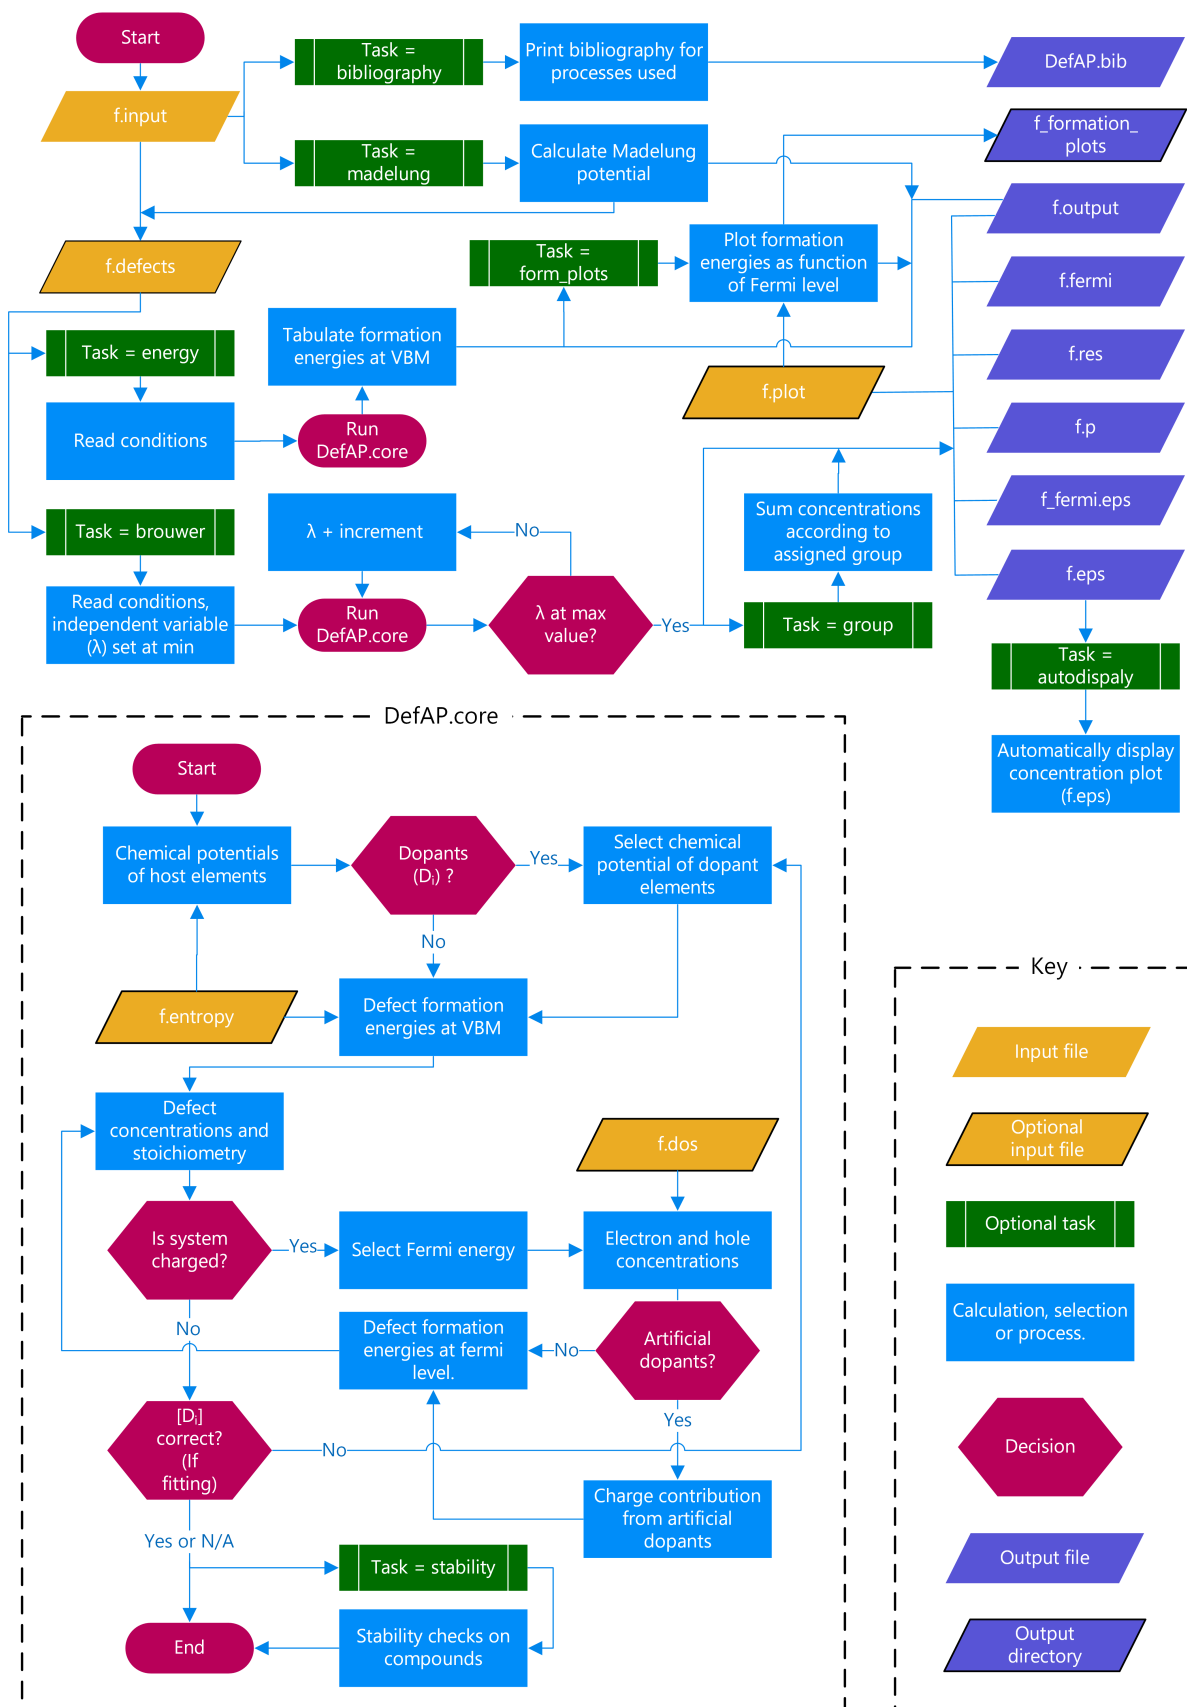 Start
f.input
Task =
bibliography
Print bibliography for
processes used
DefAP.bib
Task =
madelung
Calculate Madelung
potential
f_formation_
plots
f.output
f.defects
Task =
form_plots
Plot formation
energies as function
of Fermi level
f.fermi
Task = energy
Tabulate formation
energies at VBM
f.res
f.plot
Read conditions
Run
DefAP.core
f.p
Task = brouwer
λ + increment
No
Sum concentrations
according to
assigned group
f_fermi.eps
f.eps
Read conditions,
independent variable
(λ) set at min
Run
DefAP.core
λ at max
value?
Yes
Task = group
Task =
autodispaly
Automatically display
concentration plot
(f.eps)
DefAP.core
Start
Chemical potentials
of host elements
Dopants
(Dᵢ) ?
Yes
Select chemical
potential of dopant
elements
No
f.entropy
Defect formation
energies at VBM
Defect
concentrations and
stoichiometry
f.dos
Is system
charged?
Yes
Select Fermi energy
Electron and hole
concentrations
No
Defect formation
energies at fermi
level.
No
Artificial
dopants?
Yes
[Dᵢ]
correct?
(If
fitting)
No
Charge contribution
from artificial
dopants
Yes or N/A
Task = stability
End
Stability checks on
compounds
Key
Input file
Optional
input file
Optional task
Calculation, selection
or process.
Decision
Output file
Output
directory